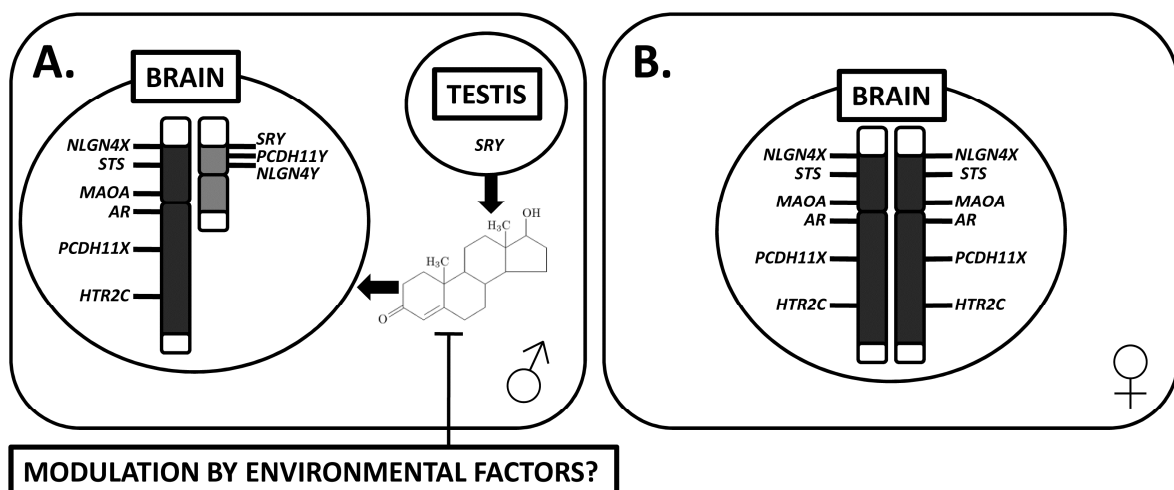 A.
BRAIN
NLGN4X
STS
MAOA
AR
PCDH11X
HTR2C
SRY
PCDH11Y
NLGN4Y
TESTIS
SRY
OH
H₃C
H₃C
O
MODULATION BY ENVIRONMENTAL FACTORS?
B.
BRAIN
NLGN4X
STS
MAOA
AR
PCDH11X
HTR2C
NLGN4X
STS
MAOA
AR
PCDH11X
HTR2C